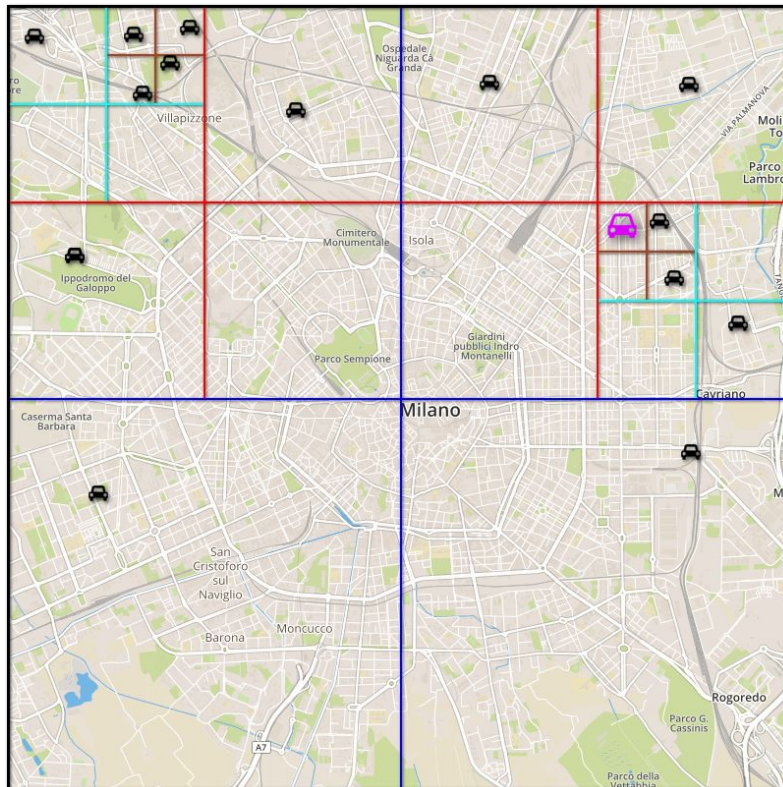 Ospedale
Niguarda Cà
Granda
VIA PALMANOVA
Villapizzone
Parco
Lambro
Cimitero
Monumentale
Isola
Ippodromo del
Galoppo
Giardini
pubblici Indro
Montanelli
Parco Sempione
Cavriano
Milano
Caserma Santa
Barbara
San
Cristoforo
sul
Naviglio
Barona
Moncucco
Rogoredo
Parco G.
Cassinis
A7
Parco della
Vettabbia